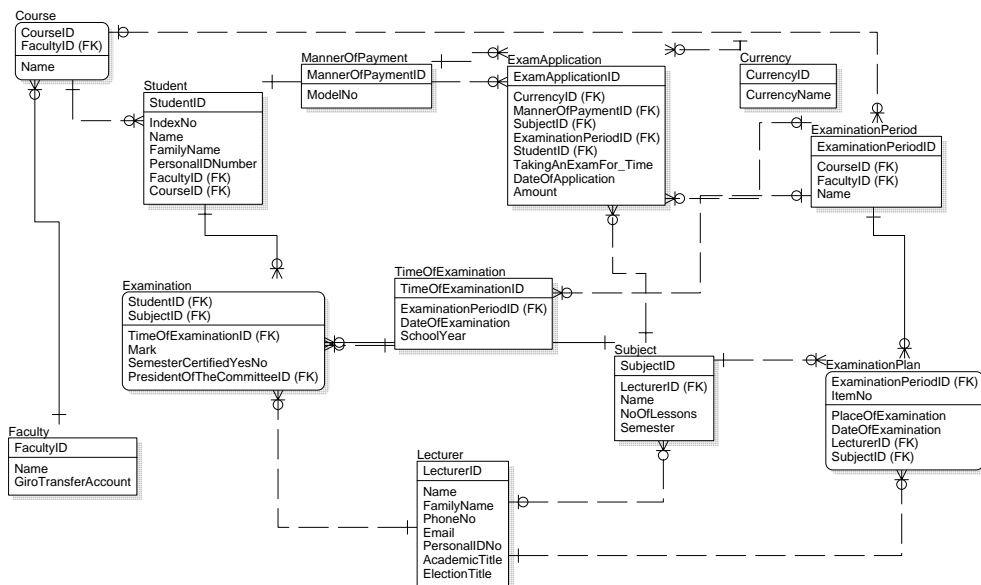 Course
CourseID
FacultyID (FK)
Name
Student
StudentID
IndexNo
Name
FamilyName
PersonalIDNumber
FacultyID (FK)
CourseID (FK)
MannerOfPayment
MannerOfPaymentID
ModelNo
ExamApplication
ExamApplicationID
CurrencyID (FK)
MannerOfPaymentID (FK)
SubjectID (FK)
ExaminationPeriodID (FK)
StudentID (FK)
TakingAnExamFor_Time
DateOfApplication
Amount
Currency
CurrencyID
CurrencyName
ExaminationPeriod
ExaminationPeriodID
CourseID (FK)
FacultyID (FK)
Name
Examination
StudentID (FK)
SubjectID (FK)
TimeOfExaminationID (FK)
Mark
SemesterCertifiedYesNo
PresidentOfTheCommitteeID (FK)
TimeOfExamination
TimeOfExaminationID
ExaminationPeriodID (FK)
DateOfExamination
SchoolYear
Subject
SubjectID
LecturerID (FK)
Name
NoOfLessons
Semester
ExaminationPlan
ExaminationPeriodID (FK)
ItemNo
PlaceOfExamination
DateOfExamination
LecturerID (FK)
SubjectID (FK)
Faculty
FacultyID
Name
GiroTransferAccount
Lecturer
LecturerID
Name
FamilyName
PhoneNo
Email
PersonalIDNo
AcademicTitle
ElectionTitle